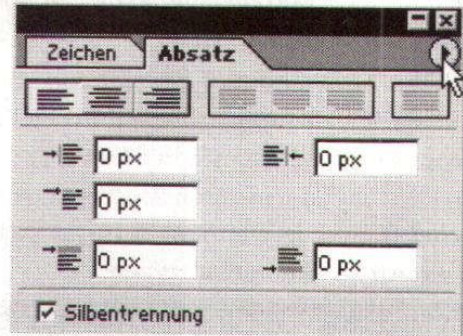 Zeichen Absatz
0 px 0 px
0 px
0 px 0 px
Silbentrennung